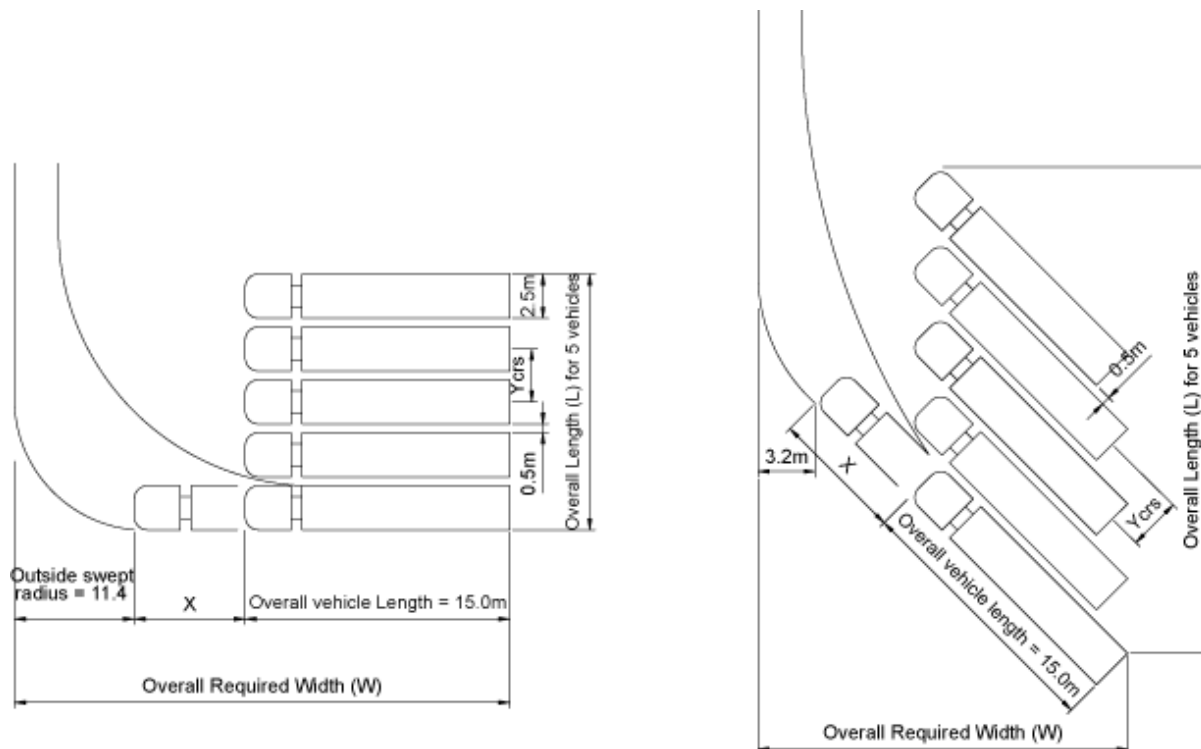 2.5m
Ycrs
0.5m
Overall Length (L) for 5 vehicles
Outside swept
radius = 11.4
X
Overall vehicle Length = 15.0m
Overall Required Width (W)
0.5m
3.2m
X
Ycrs
Overall vehicle length = 15.0m
Overall Length (L) for 5 vehicles
Overall Required Width (W)